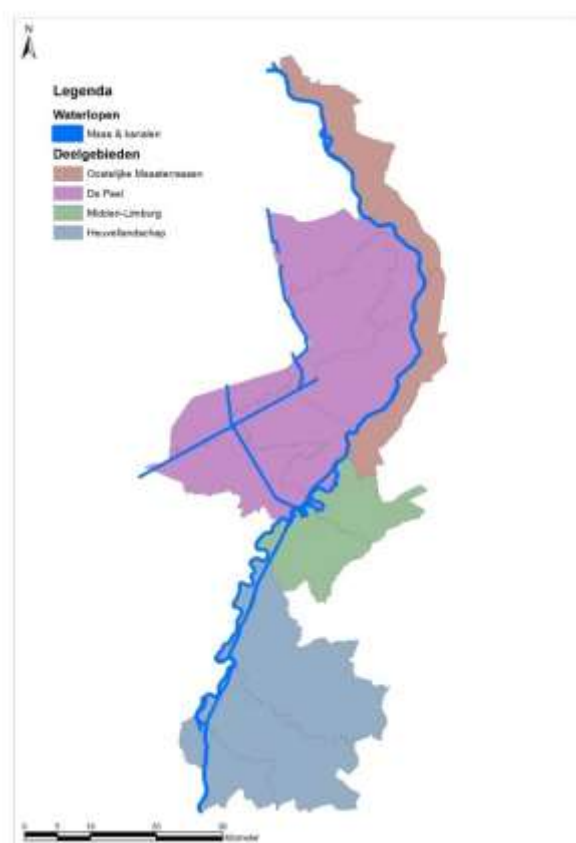 N
Legenda
Waterlopen
Maas & kanalen
Deelgebieden
Oostelijke Maasterrassen
De Peel
Midden-Limburg
Heuvellandschap
0 5 10 20 30
Kilometer